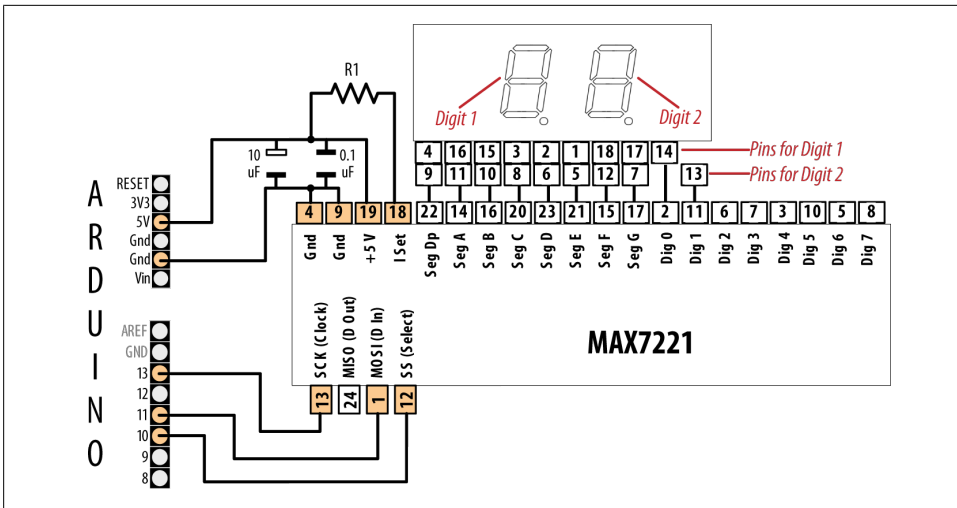 R1
Digit 1
Digit 2
10
uF
0.1
uF
4 16 15 3 2 1 18 17 14
Pins for Digit 1
9 11 10 8 6 5 12 7 13
Pins for Digit 2
ARDUINO
RESET
3V3
5V
Gnd
Gnd
Vin
4 9 19 18 22 14 16 20 23 21 15 17 2 11 6 7 3 10 5 8
Gnd
Gnd
+5 V
I Set
Seg Dp
Seg A
Seg B
Seg C
Seg D
Seg E
Seg F
Seg G
Dig 0
Dig 1
Dig 2
Dig 3
Dig 4
Dig 5
Dig 6
Dig 7
AREF
GND
13
12
11
10
9
8
SCK (Clock)
MISO (D Out)
MOSI (D In)
SS (Select)
MAX7221
13 24 1 12